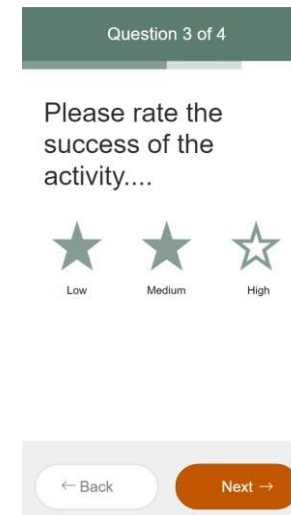 Question 3 of 4
Please rate the
success of the
activity....
Low Medium High
← Back Next →